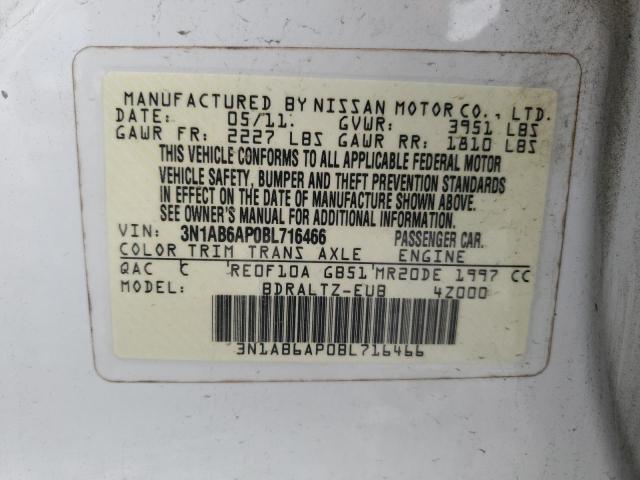 MANUFACTURED BY NISSAN MOTOR CO., LTD.
DATE: 05/11. GVWR: 3951 LBS
GAWR FR: 2227 LBS GAWR RR: 1810 LBS
THIS VEHICLE CONFORMS TO ALL APPLICABLE FEDERAL MOTOR
VEHICLE SAFETY, BUMPER AND THEFT PREVENTION STANDARDS
IN EFFECT ON THE DATE OF MANUFACTURE SHOWN ABOVE.
SEE OWNER'S MANUAL FOR ADDITIONAL INFORMATION.
VIN: 3N1AB6AP0BL716466 PASSENGER CAR.
COLOR TRIM TRANS AXLE ENGINE
QAC C RE0F10A GB51 MR20DE 1997 CC
MODEL: BDRALTZ-EUB 4Z000
3N1AB6AP0BL716466